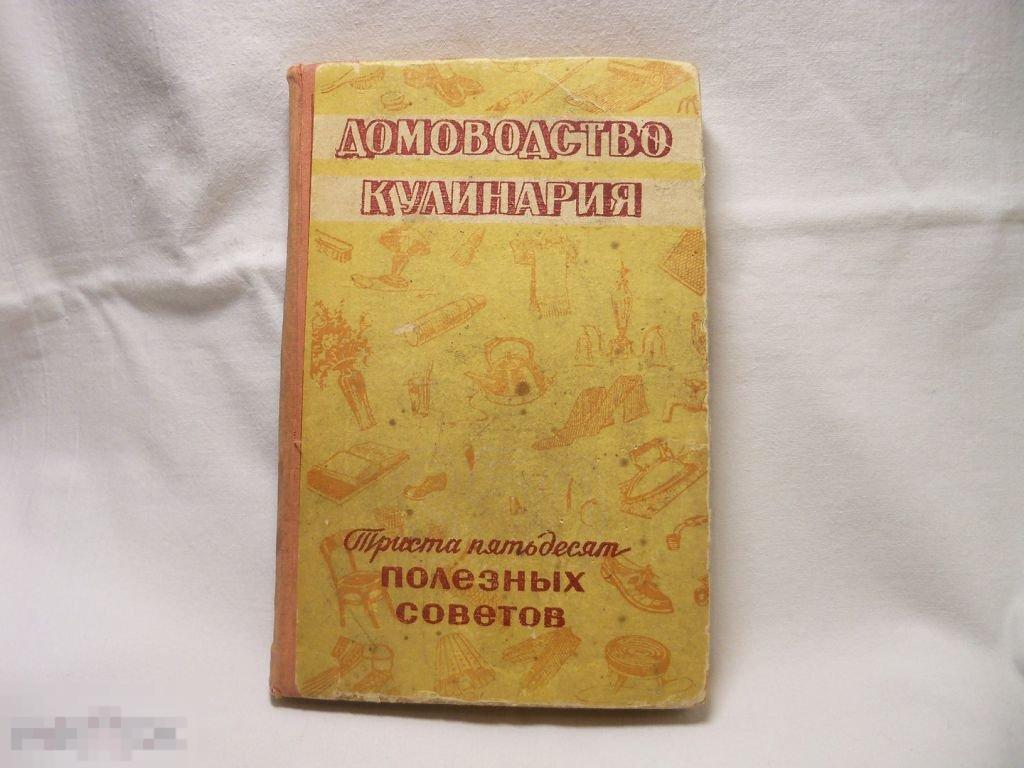 ДОМОВОДСТВО
КУЛИНАРИЯ
Триста пятьдесят
ПОЛЕЗНЫХ
СОВЕТОВ